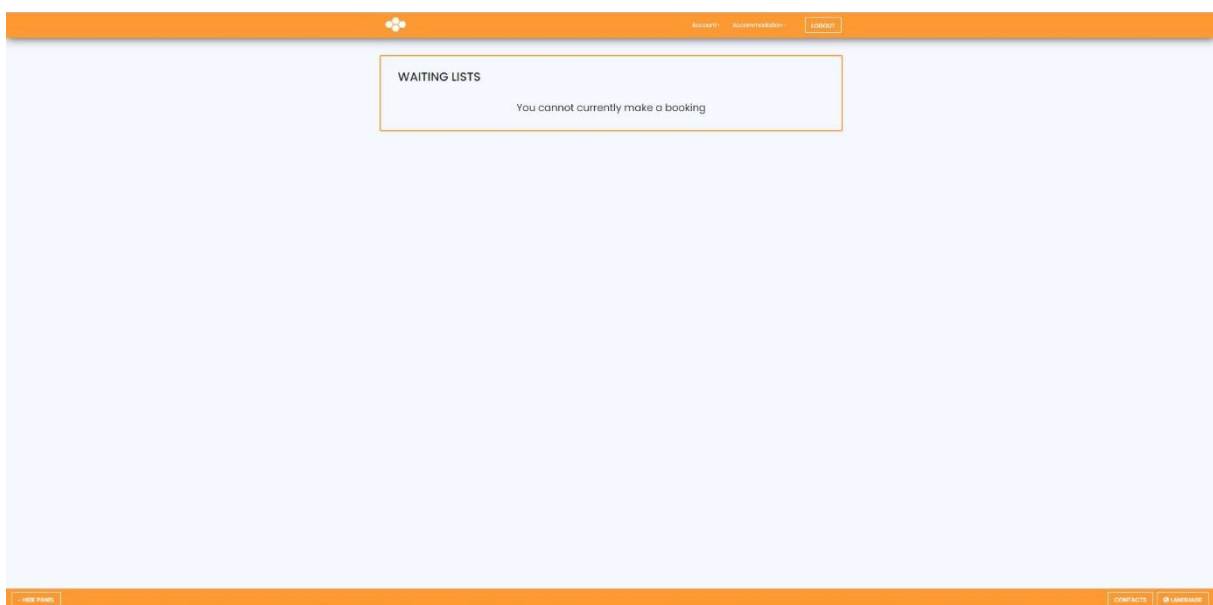 Account
Accommodation
LOGOUT
WAITING LISTS
You cannot currently make a booking
- HIDE PANEL
CONTACTS
LANGUAGE